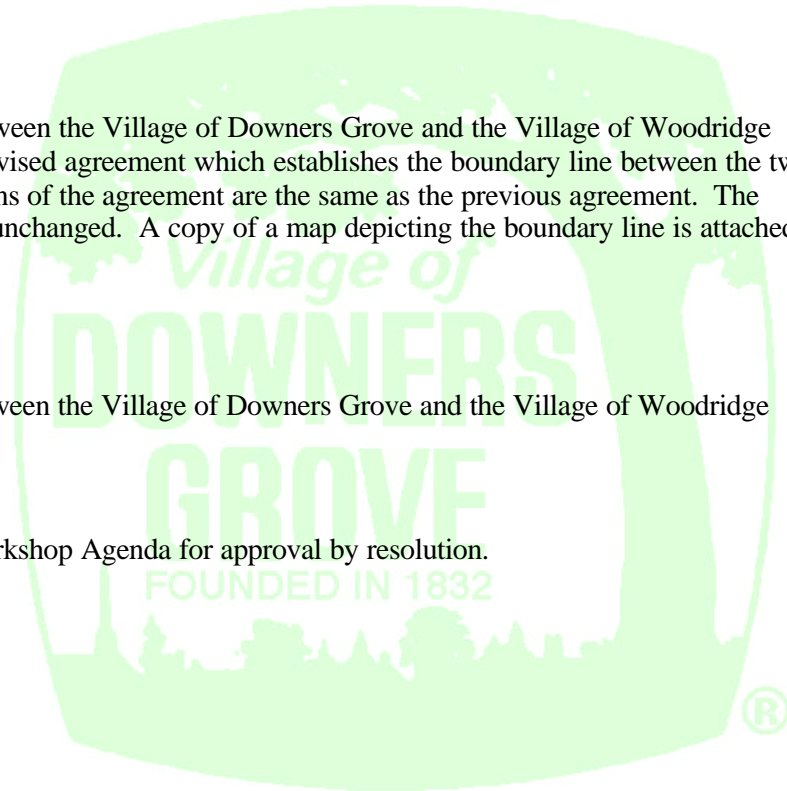 ween the Village of Downers Grove and the Village of Woodridge
vised agreement which establishes the boundary line between the tw
ns of the agreement are the same as the previous agreement. The
unchanged. A copy of a map depicting the boundary line is attached
Village of
DOWNERS
ween the Village of Downers Grove and the Village of Woodridge
GROVE
rkshop Agenda for approval by resolution.
FOUNDED IN 1832
®